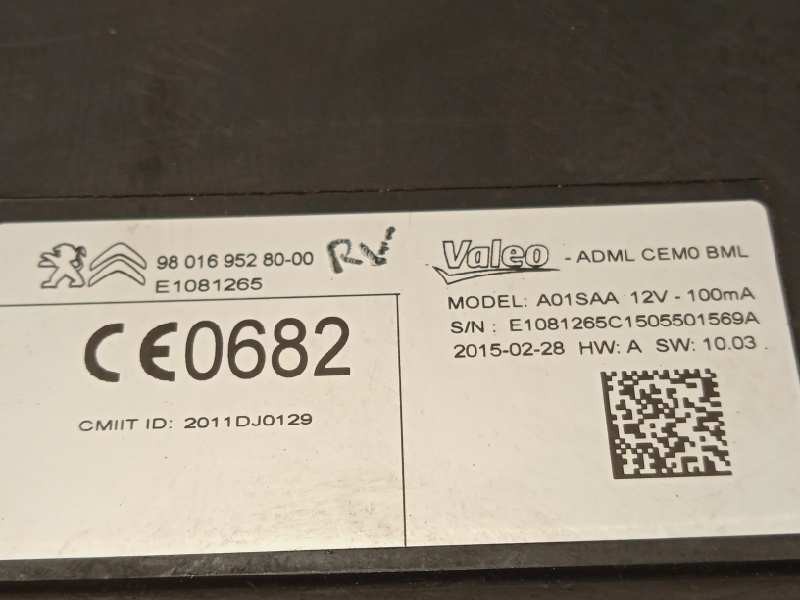 98 016 952 80-00
E1081265
CE0682
CMIIT ID: 2011DJ0129
Valeo - ADML CEM0 BML
MODEL: A01SAA 12V - 100mA
S/N : E1081265C1505501569A
2015-02-28 HW: A SW: 10.03 .